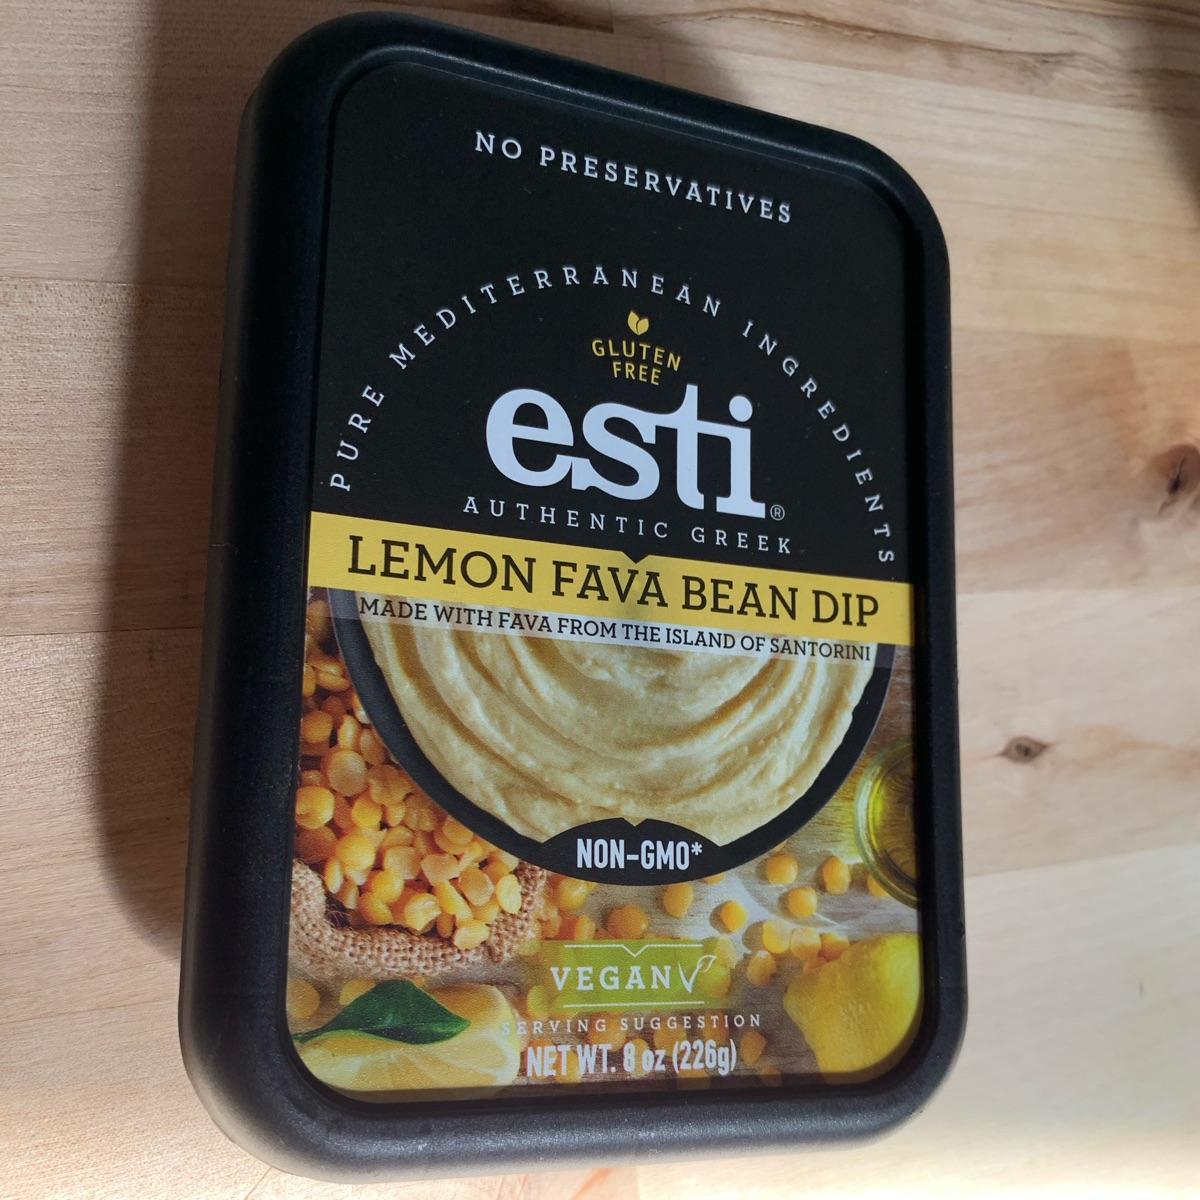 NO PRESERVATIVES
PURE MEDITERRANEAN INGREDIENTS
GLUTEN
FREE
esti®
AUTHENTIC GREEK
LEMON FAVA BEAN DIP
MADE WITH FAVA FROM THE ISLAND OF SANTORINI
NON-GMO*
VEGAN
SERVING SUGGESTION
NET WT. 8 oz (226g)